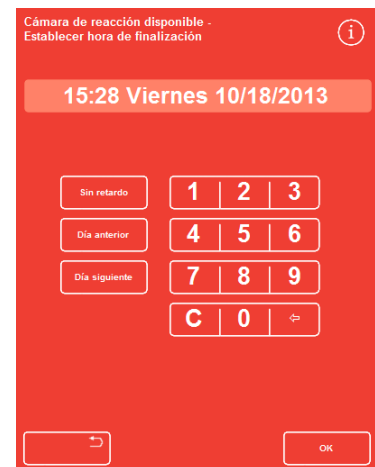 Cámara de reacción disponible -
Establecer hora de finalización
i
15:28 Viernes 10/18/2013
Sin retardo
1 2 3
Día anterior
4 5 6
Día siguiente
7 8 9
C 0 ⇦
OK